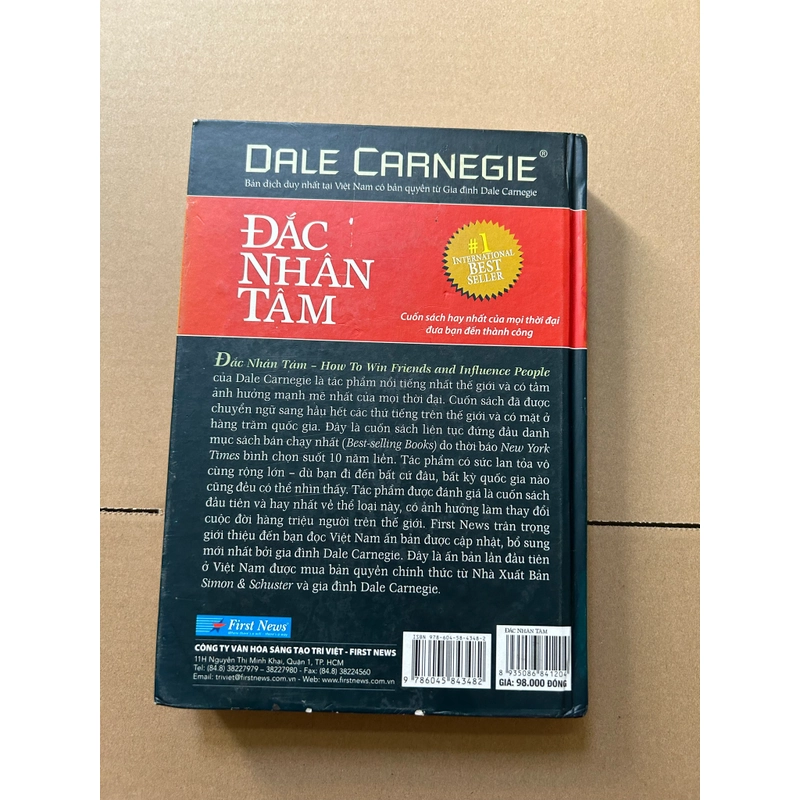 DALE CARNEGIE®
Bản dịch duy nhất tại Việt Nam có bản quyền từ Gia đình Dale Carnegie
ĐẮC
NHÂN
TÂM
#1
INTERNATIONAL
BEST
SELLER
Cuốn sách hay nhất của mọi thời đại
đưa bạn đến thành công
Đắc Nhân Tâm – How To Win Friends and Influence People
của Dale Carnegie là tác phẩm nổi tiếng nhất thế giới và có tầm
ảnh hưởng mạnh mẽ nhất của mọi thời đại. Cuốn sách đã được
chuyển ngữ sang hầu hết các thứ tiếng trên thế giới và có mặt ở
hàng trăm quốc gia. Đây là cuốn sách liên tục đứng đầu danh
mục sách bán chạy nhất (Best-selling Books) do thời báo New York
Times bình chọn suốt 10 năm liền. Tác phẩm có sức lan tỏa vô
cùng rộng lớn – dù bạn đi đến bất cứ đâu, bất kỳ quốc gia nào
cũng đều có thể nhìn thấy. Tác phẩm được đánh giá là cuốn sách
đầu tiên và hay nhất về thể loại này, có ảnh hưởng làm thay đổi
cuộc đời hàng triệu người trên thế giới. First News trân trọng
giới thiệu đến bạn đọc Việt Nam ấn bản được cập nhật, bổ sung
mới nhất bởi gia đình Dale Carnegie. Đây là ấn bản lần đầu tiên
ở Việt Nam được mua bản quyền chính thức từ Nhà Xuất Bản
Simon & Schuster và gia đình Dale Carnegie.
First News
CÔNG TY VĂN HÓA SÁNG TẠO TRÍ VIỆT - FIRST NEWS
11H Nguyễn Thị Minh Khai, Quận 1, TP. HCM
Tel: (84.8) 38227979 - 38227980 - Fax: (84.8) 38224560
Email: triviet@firstnews.com.vn - Web: www.firstnews.com.vn
ISBN 978-604-58-4348-2
9 786045 843482
ĐẮC NHÂN TÂM
8 935086 841204
GIÁ: 98.000 ĐỒNG